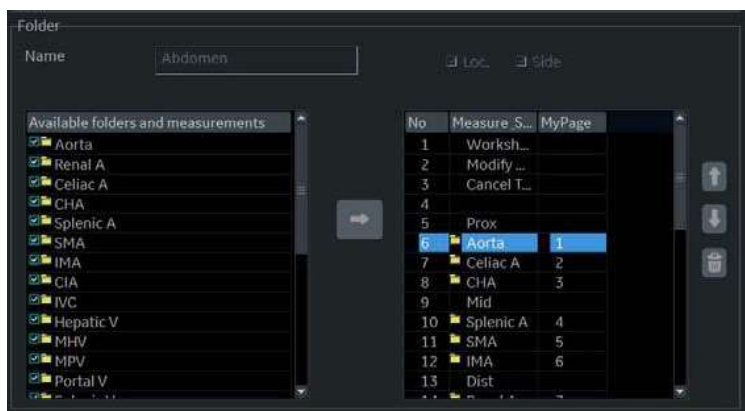 Folder
Name Abdomen Loc. Side
Available folders and measurements
Aorta
Renal A
Celiac A
CHA
Splenic A
SMA
IMA
CIA
IVC
Hepatic V
MHV
MPV
Portal V
No Measure_S... MyPage
1 Worksh...
2 Modify ...
3 Cancel T...
4
5 Prox
6 Aorta 1
7 Celiac A 2
8 CHA 3
9 Mid
10 Splenic A 4
11 SMA 5
12 IMA 6
13 Dist